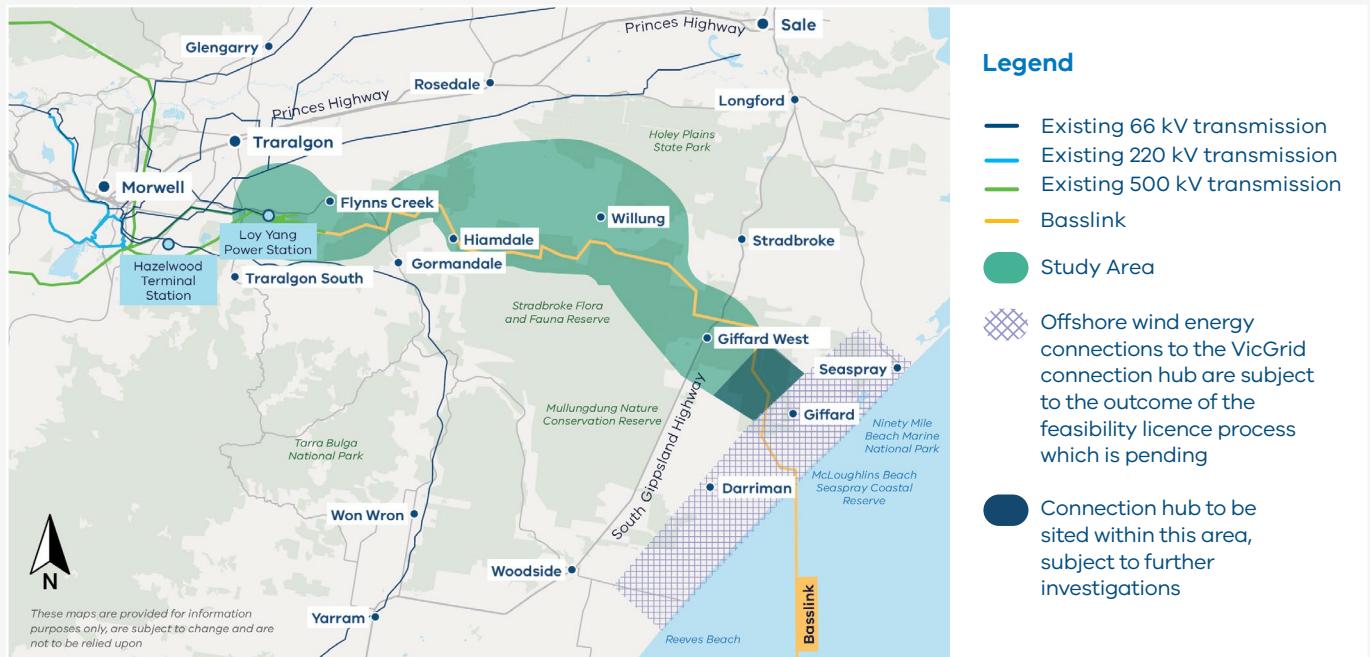 Princes Highway
Sale
Glengarry
Rosedale
Longford
Princes Highway
Holey Plains
State Park
Traralgon
Morwell
Flynns Creek
Willung
Loy Yang
Power Station
Hiamdale
Stradbroke
Gormandale
Hazelwood
Terminal
Station
Traralgon South
Stradbroke Flora
and Fauna Reserve
Giffard West
Seaspray
South Gippsland Highway
Mullungdung Nature
Conservation Reserve
Giffard
Ninety Mile
Beach Marine
National Park
Tarra Bulga
National Park
McLoughlins Beach
Seaspray Coastal
Reserve
Darriman
Won Wron
Woodside
N
Basslink
Yarram
Reeves Beach
These maps are provided for information
purposes only, are subject to change and are
not to be relied upon
Legend
Existing 66 kV transmission
Existing 220 kV transmission
Existing 500 kV transmission
Basslink
Study Area
Offshore wind energy
connections to the VicGrid
connection hub are subject
to the outcome of the
feasibility licence process
which is pending
Connection hub to be
sited within this area,
subject to further
investigations